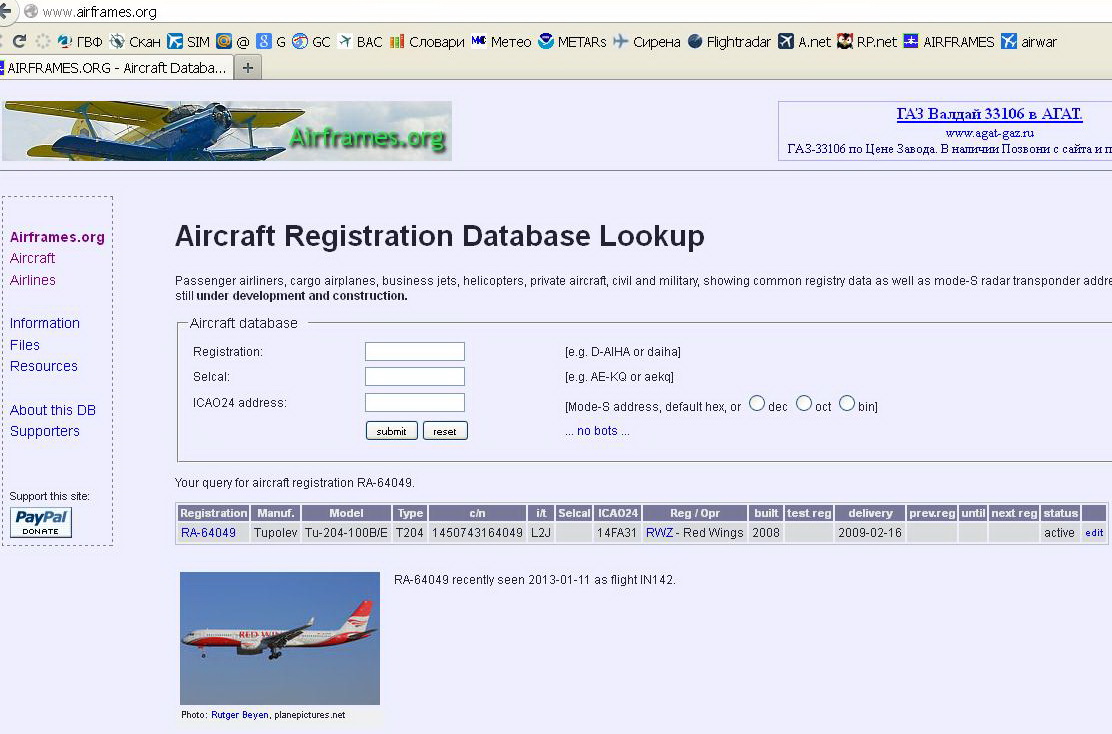 www.airframes.org
ГВФ Скан SIM @ G GC ВАС Словари Метео METARs Сирена Flightradar A.net RP.net AIRFRAMES airwar
AIRFRAMES.ORG - Aircraft Databa...
Airframes.org
ГАЗ Валдай 33106 в АГАТ.
www.agat-gaz.ru
ГАЗ-33106 по Цене Завода. В наличии Позвони с сайта и п
Airframes.org
Aircraft
Airlines
Information
Files
Resources
About this DB
Supporters
Support this site:
PayPal
DONATE
Aircraft Registration Database Lookup
Passenger airliners, cargo airplanes, business jets, helicopters, private aircraft, civil and military, showing common registry data as well as mode-S radar transponder addre
still under development and construction.
Aircraft database
Registration: [e.g. D-AIHA or daiha]
Selcal: [e.g. AE-KQ or aekq]
ICAO24 address: [Mode-S address, default hex, or dec oct bin]
submit reset ... no bots ...
Your query for aircraft registration RA-64049.
Registration Manuf. Model Type c/n i/t Selcal ICAO24 Reg / Opr built test reg delivery prev.reg until next reg status
RA-64049 Tupolev Tu-204-100B/E T204 1450743164049 L2J 14FA31 RWZ - Red Wings 2008 2009-02-16 active edit
RA-64049 recently seen 2013-01-11 as flight IN142.
RED WIN
Photo: Rutger Beyen, planepictures.net